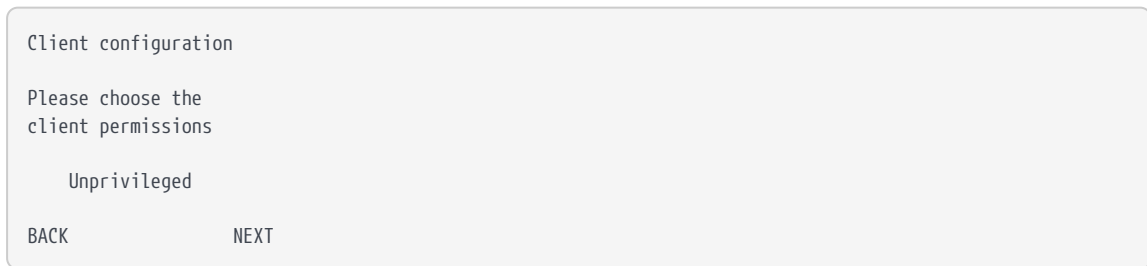 Client configuration
Please choose the
client permissions
Unprivileged
BACK NEXT